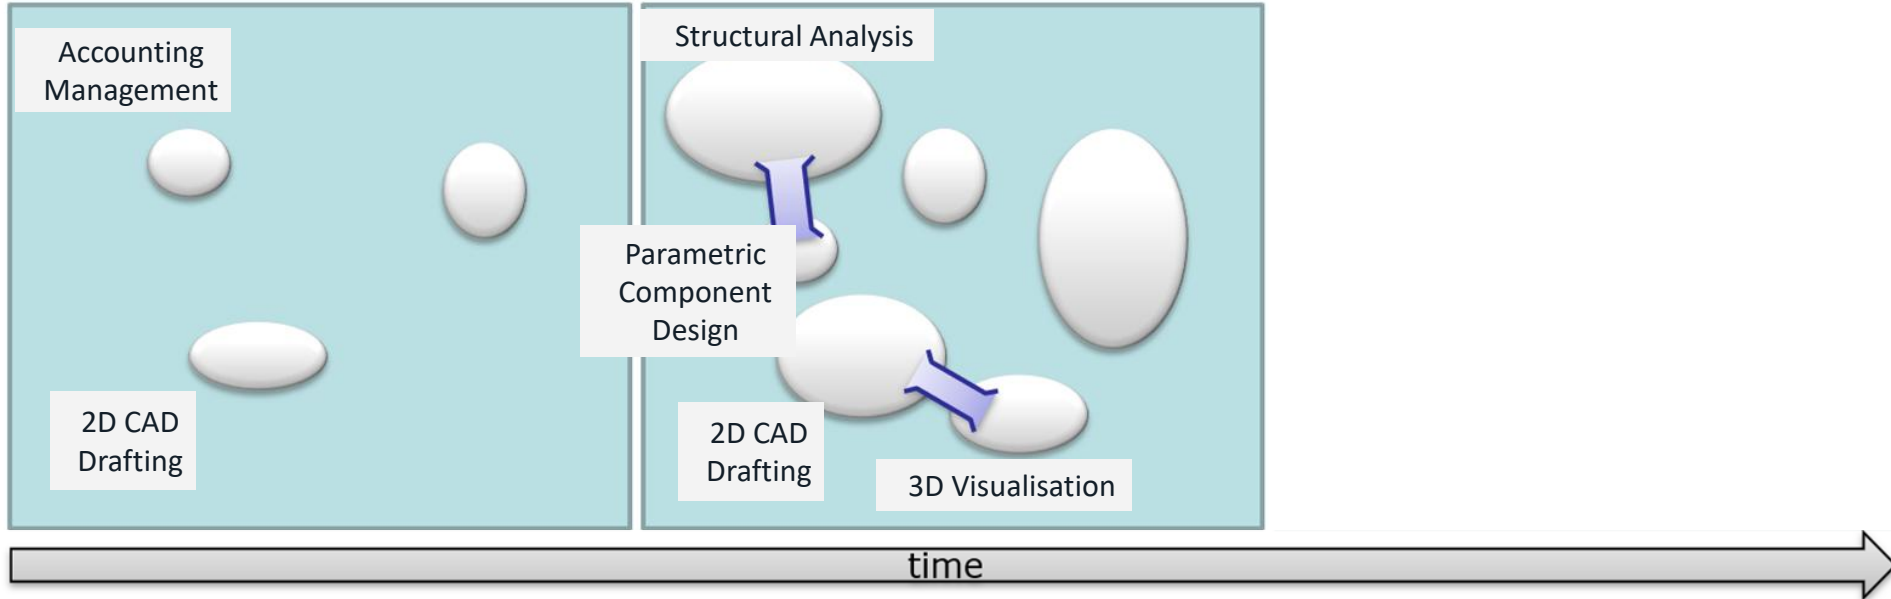 Accounting
Management
2D CAD
Drafting
Structural Analysis
Parametric
Component
Design
2D CAD
Drafting
3D Visualisation
time